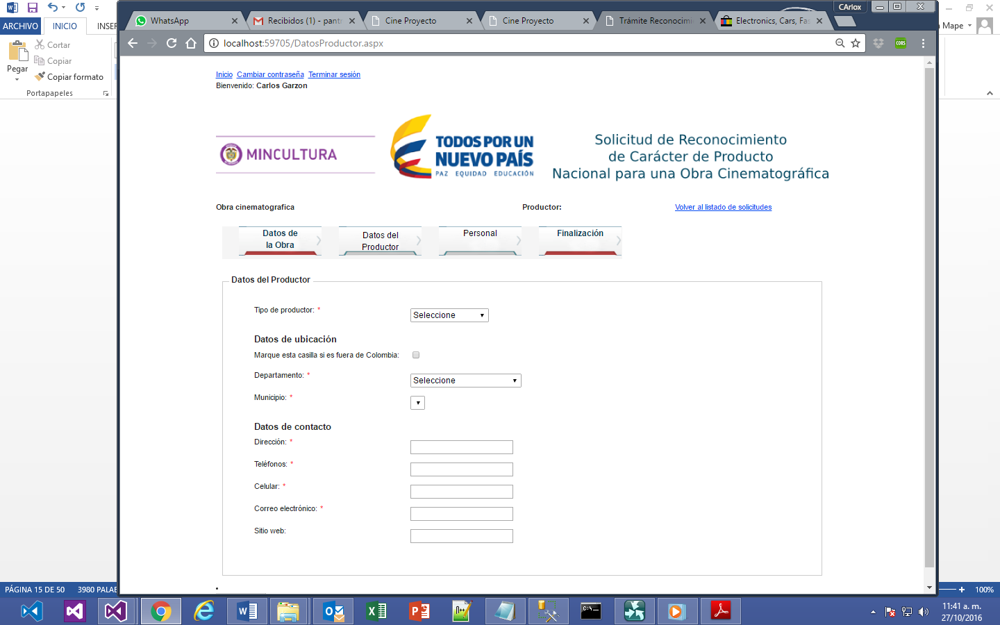 CArlox
WhatsApp
Recibidos (1) - pant
Cine Proyecto
Cine Proyecto
Trámite Reconocimi
Electronics, Cars, Fas
ARCHIVO
INICIO
INSER
Mape
localhost:59705/DatosProductor.aspx
CORS
Pegar
Cortar
Copiar
Copiar formato
Portapapeles
Inicio Cambiar contraseña Terminar sesión
Bienvenido: Carlos Garzon
MINCULTURA
TODOS POR UN
NUEVO PAÍS
PAZ EQUIDAD EDUCACIÓN
Solicitud de Reconocimiento
de Carácter de Producto
Nacional para una Obra Cinematográfica
Obra cinematografica
Productor:
Volver al listado de solicitudes
Datos de
la Obra
Datos del
Productor
Personal
Finalización
Datos del Productor
Tipo de productor: *
Seleccione
Datos de ubicación
Marque esta casilla si es fuera de Colombia:
Departamento: *
Seleccione
Municipio: *
Datos de contacto
Dirección: *
Teléfonos: *
Celular: *
Correo electrónico: *
Sitio web:
PÁGINA 15 DE 50
3980 PALAB
100%
11:41 a. m.
27/10/2016